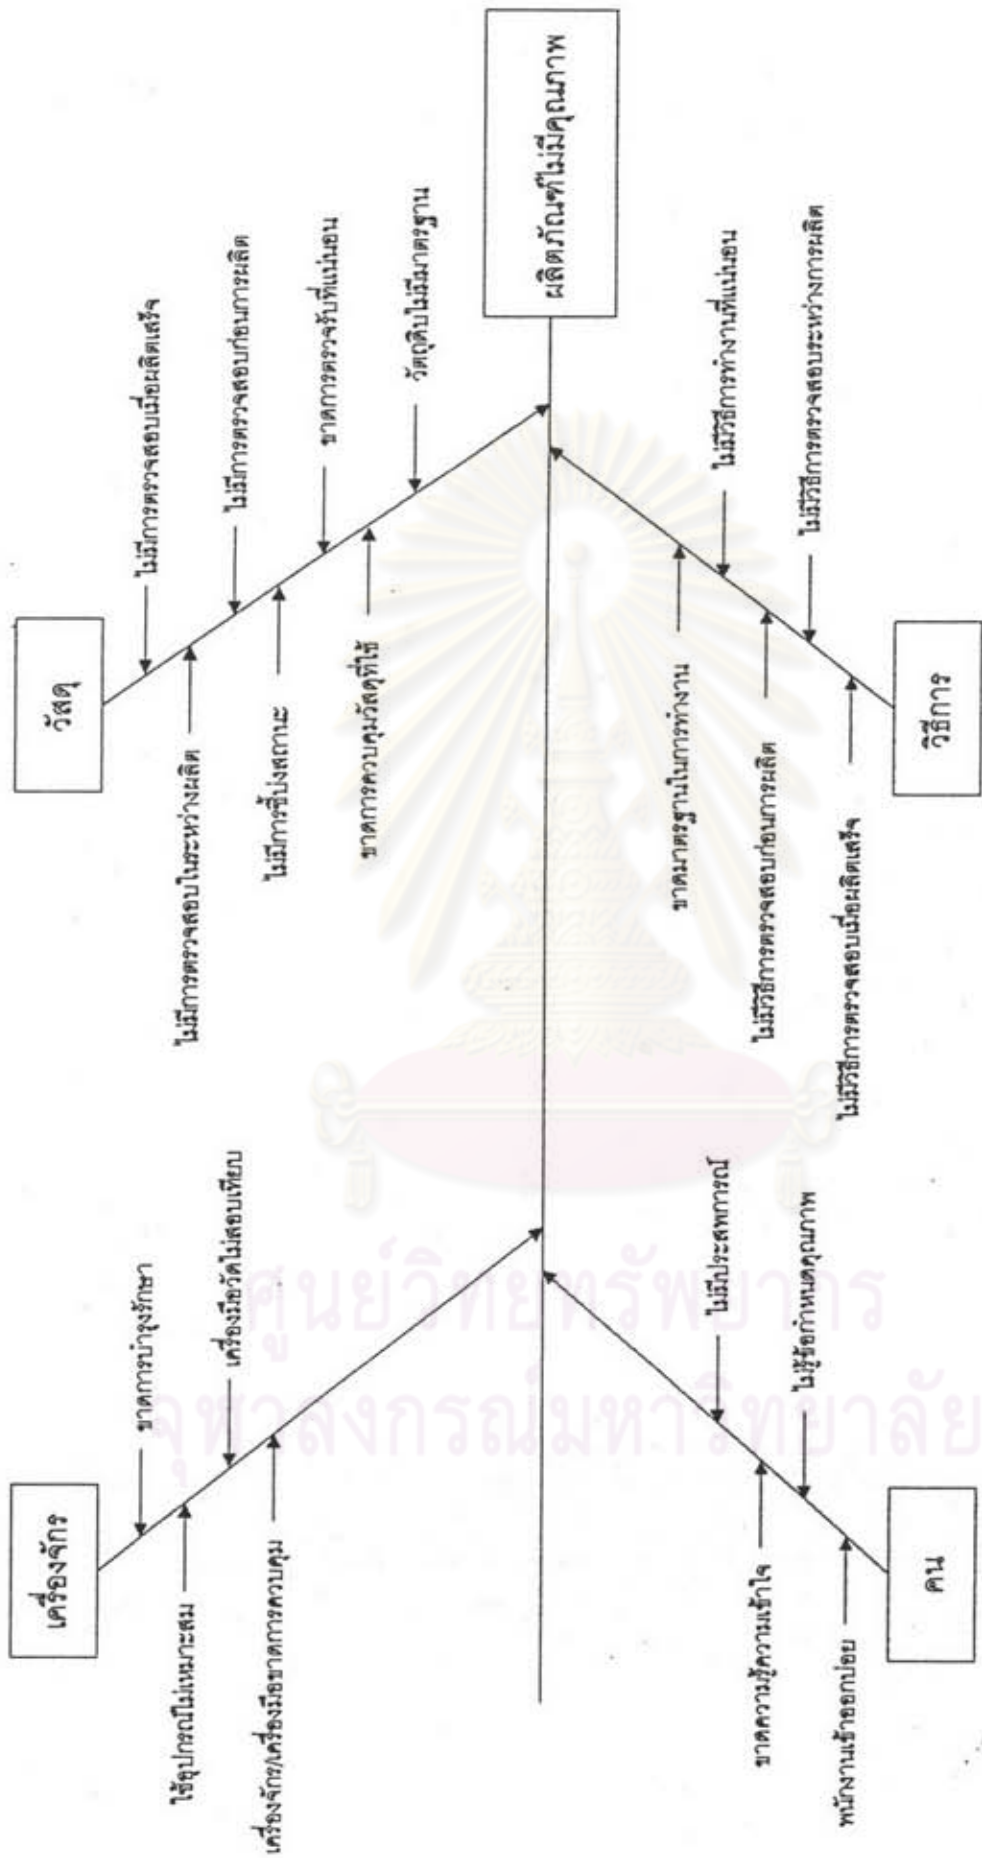 เครื่องจักร
ขาดการบำรุงรักษา
ใช้อุปกรณ์ไม่เหมาะสม
เครื่องมือวัดไม่สอบเทียบ
เครื่องจักร/เครื่องมือขาดการควบคุม
วัสดุ
ไม่มีการตรวจสอบเมื่อผลิตเสร็จ
ไม่มีการตรวจสอบในระหว่างผลิต
ไม่มีการตรวจสอบก่อนการผลิต
ไม่มีการชี้บ่งสถานะ
ขาดการตรวจรับที่แน่นอน
ขาดการควบคุมวัสดุที่ใช้
วัตถุดิบไม่มีมาตรฐาน
ผลิตภัณฑ์ไม่มีคุณภาพ
ไม่มีประสพการณ์
ขาดความรู้ความเข้าใจ
ไม่รู้ข้อกำหนดคุณภาพ
พนักงานเข้าออกบ่อย
คน
ขาดมาตรฐานในการทำงาน
ไม่มีวิธีการทำงานที่แน่นอน
ไม่มีวิธีการตรวจสอบก่อนการผลิต
ไม่มีวิธีการตรวจสอบระหว่างการผลิต
ไม่มีวิธีการตรวจสอบเมื่อผลิตเสร็จ
วิธีการ
ศูนย์วิทยทรัพยากร
จุฬาลงกรณ์มหาวิทยาลัย